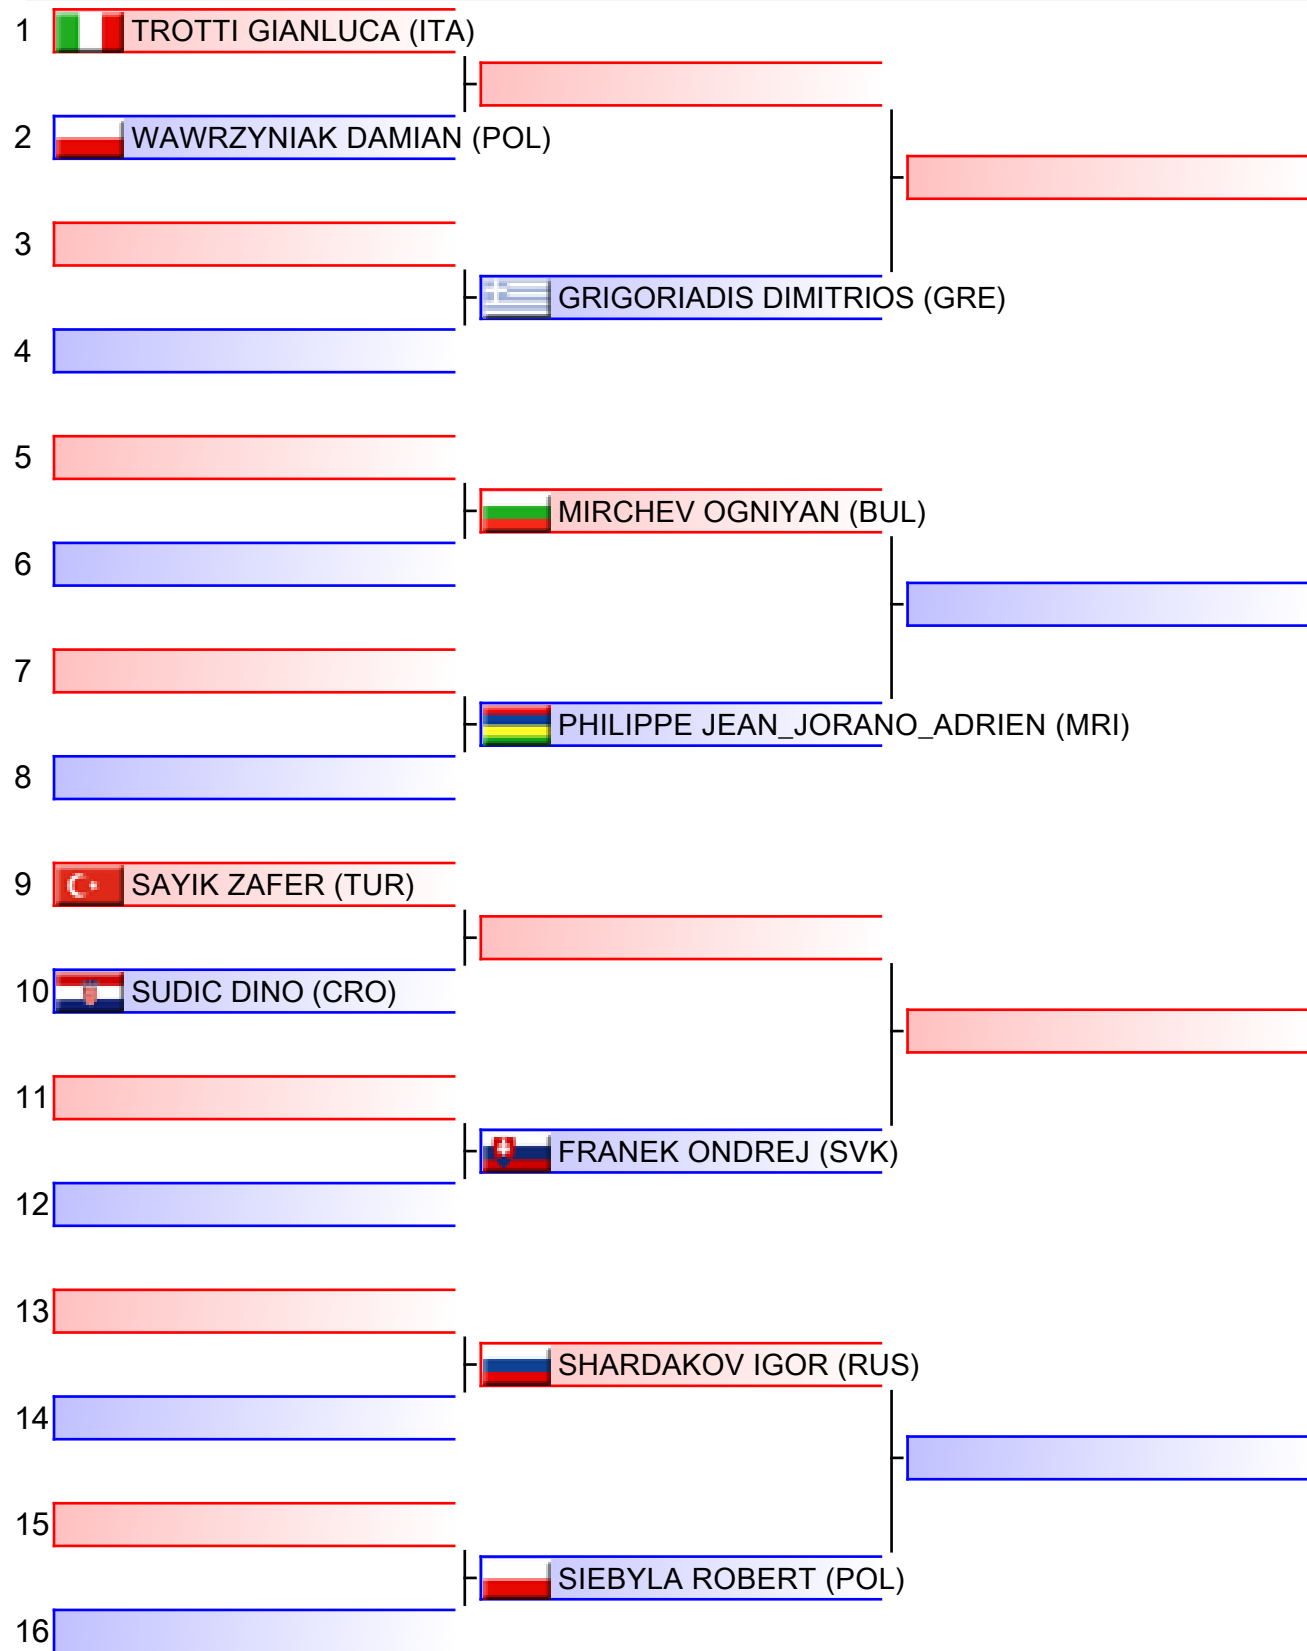 1 TROTTI GIANLUCA (ITA)
2 WAWRZYNIAK DAMIAN (POL)
3
GRIGORIADIS DIMITRIOS (GRE)
4
5
MIRCHEV OGNIYAN (BUL)
6
7
PHILIPPE JEAN_JORANO_ADRIEN (MRI)
8
9 SAYIK ZAFER (TUR)
10 SUDIC DINO (CRO)
11
FRANEK ONDREJ (SVK)
12
13
SHARDAKOV IGOR (RUS)
14
15
SIEBYLA ROBERT (POL)
16